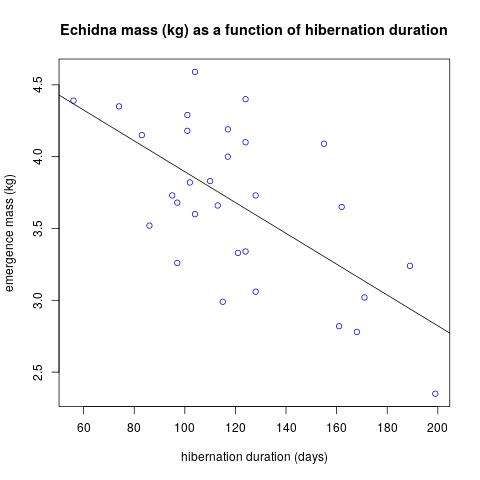 Echidna mass (kg) as a function of hibernation duration
4.5
4.0
3.5
3.0
2.5
emergence mass (kg)
60 80 100 120 140 160 180 200
hibernation duration (days)